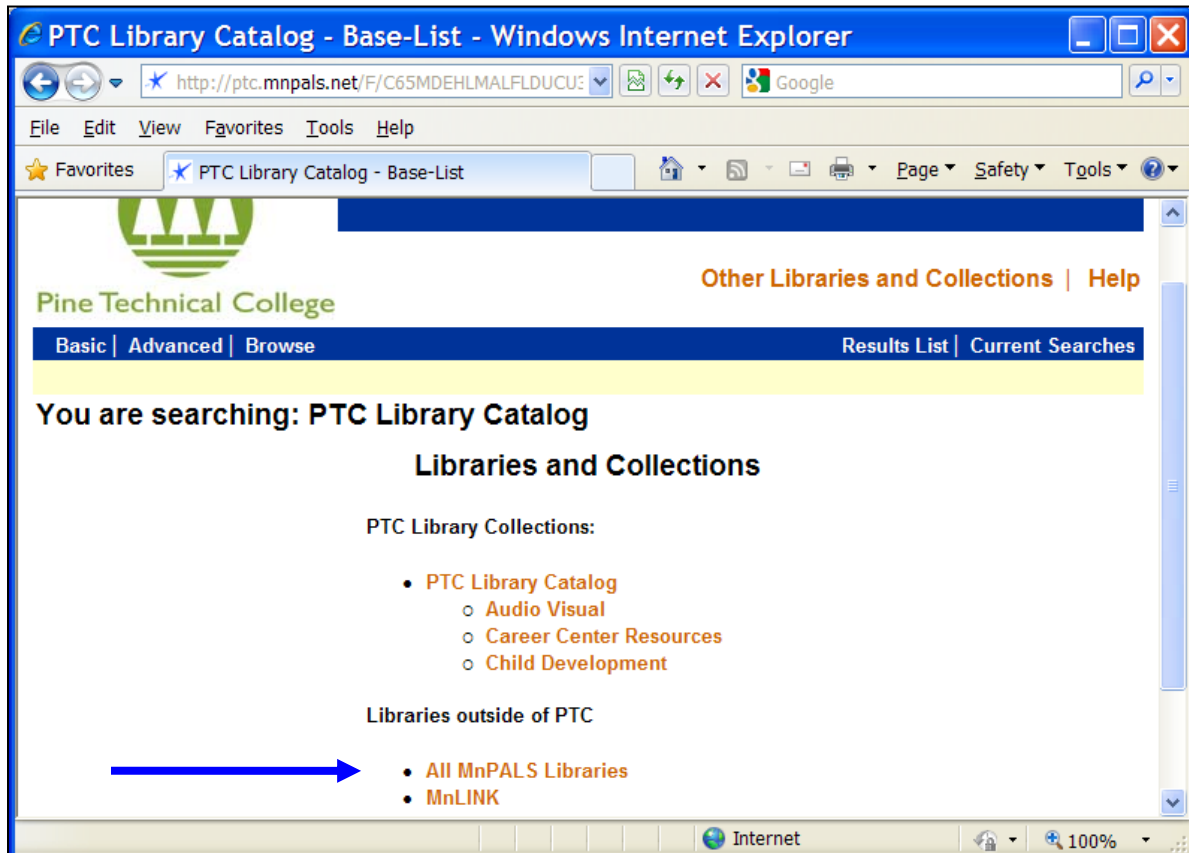 PTC Library Catalog - Base-List - Windows Internet Explorer
http://ptc.mnpals.net/F/C65MDEHLMALFLDUCU3
Google
File Edit View Favorites Tools Help
Favorites PTC Library Catalog - Base-List Page Safety Tools
Pine Technical College
Other Libraries and Collections | Help
Basic | Advanced | Browse Results List | Current Searches
You are searching: PTC Library Catalog
Libraries and Collections
PTC Library Collections:
• PTC Library Catalog
o Audio Visual
o Career Center Resources
o Child Development
Libraries outside of PTC
• All MnPALS Libraries
• MnLINK
Internet 100%